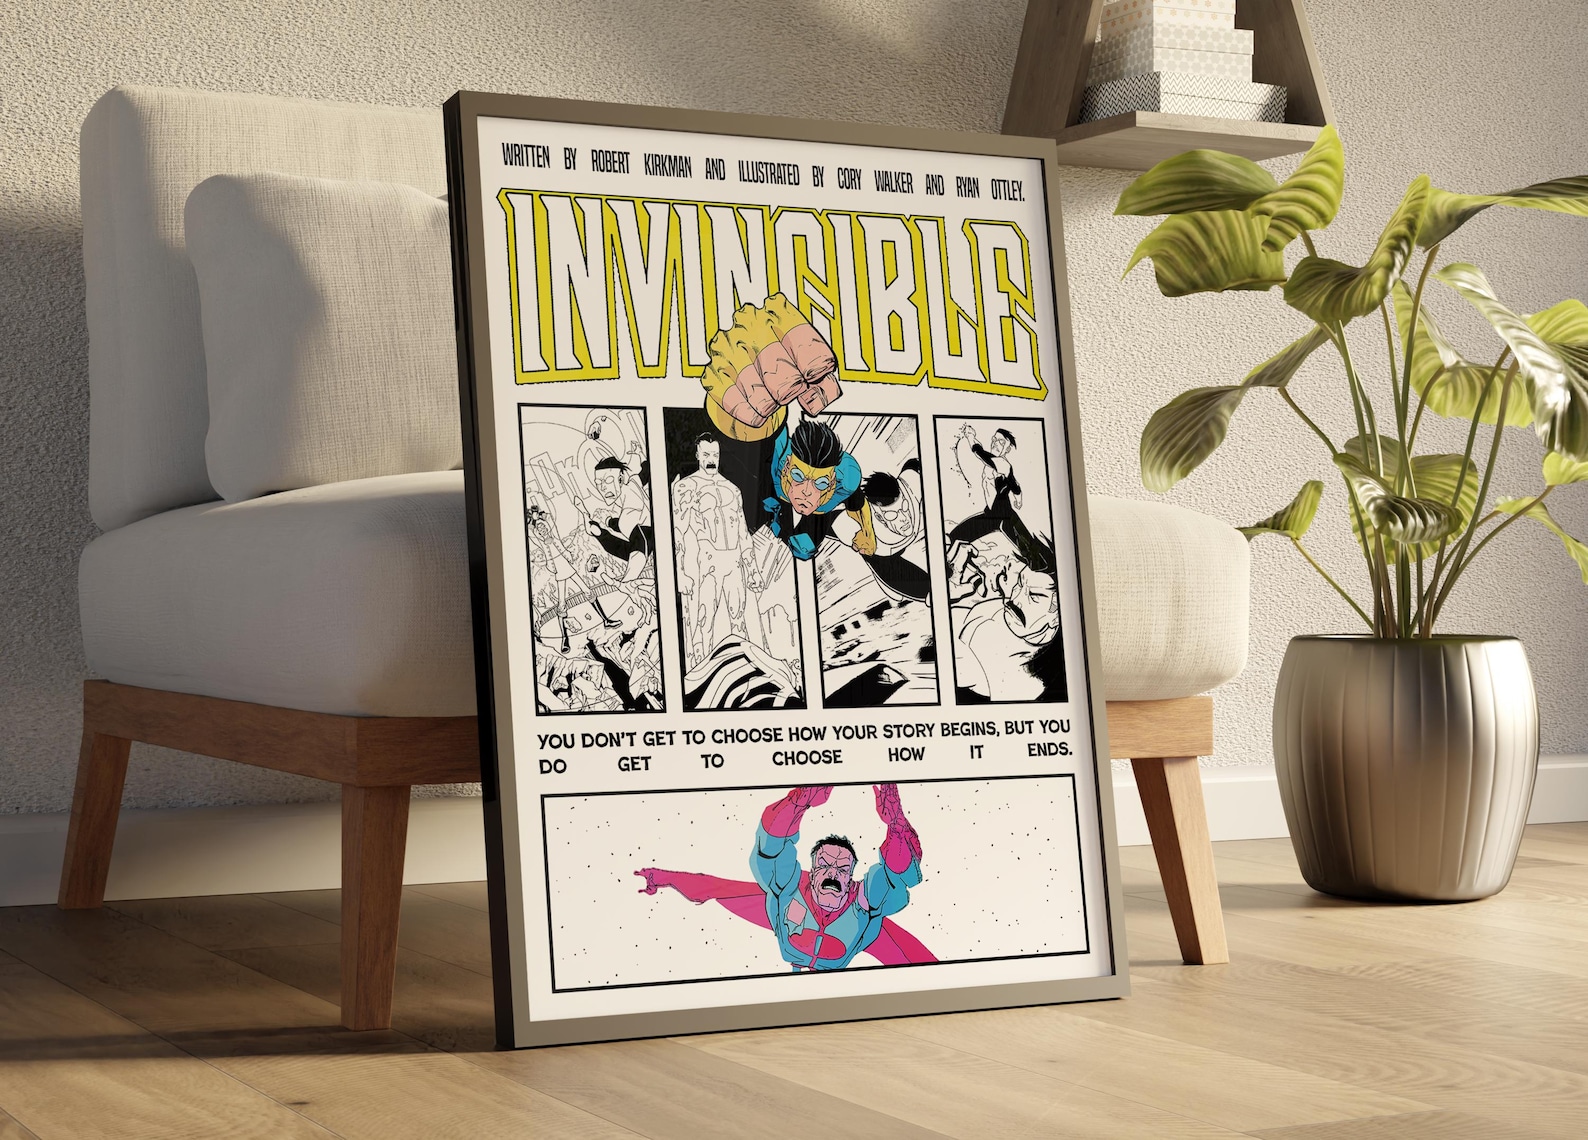 WRITTEN BY ROBERT KIRKMAN AND ILLUSTRATED BY CORY WALKER AND RYAN OTTLEY.
INVINCIBLE
YOU DON'T GET TO CHOOSE HOW YOUR STORY BEGINS, BUT YOU
DO GET TO CHOOSE HOW IT ENDS.